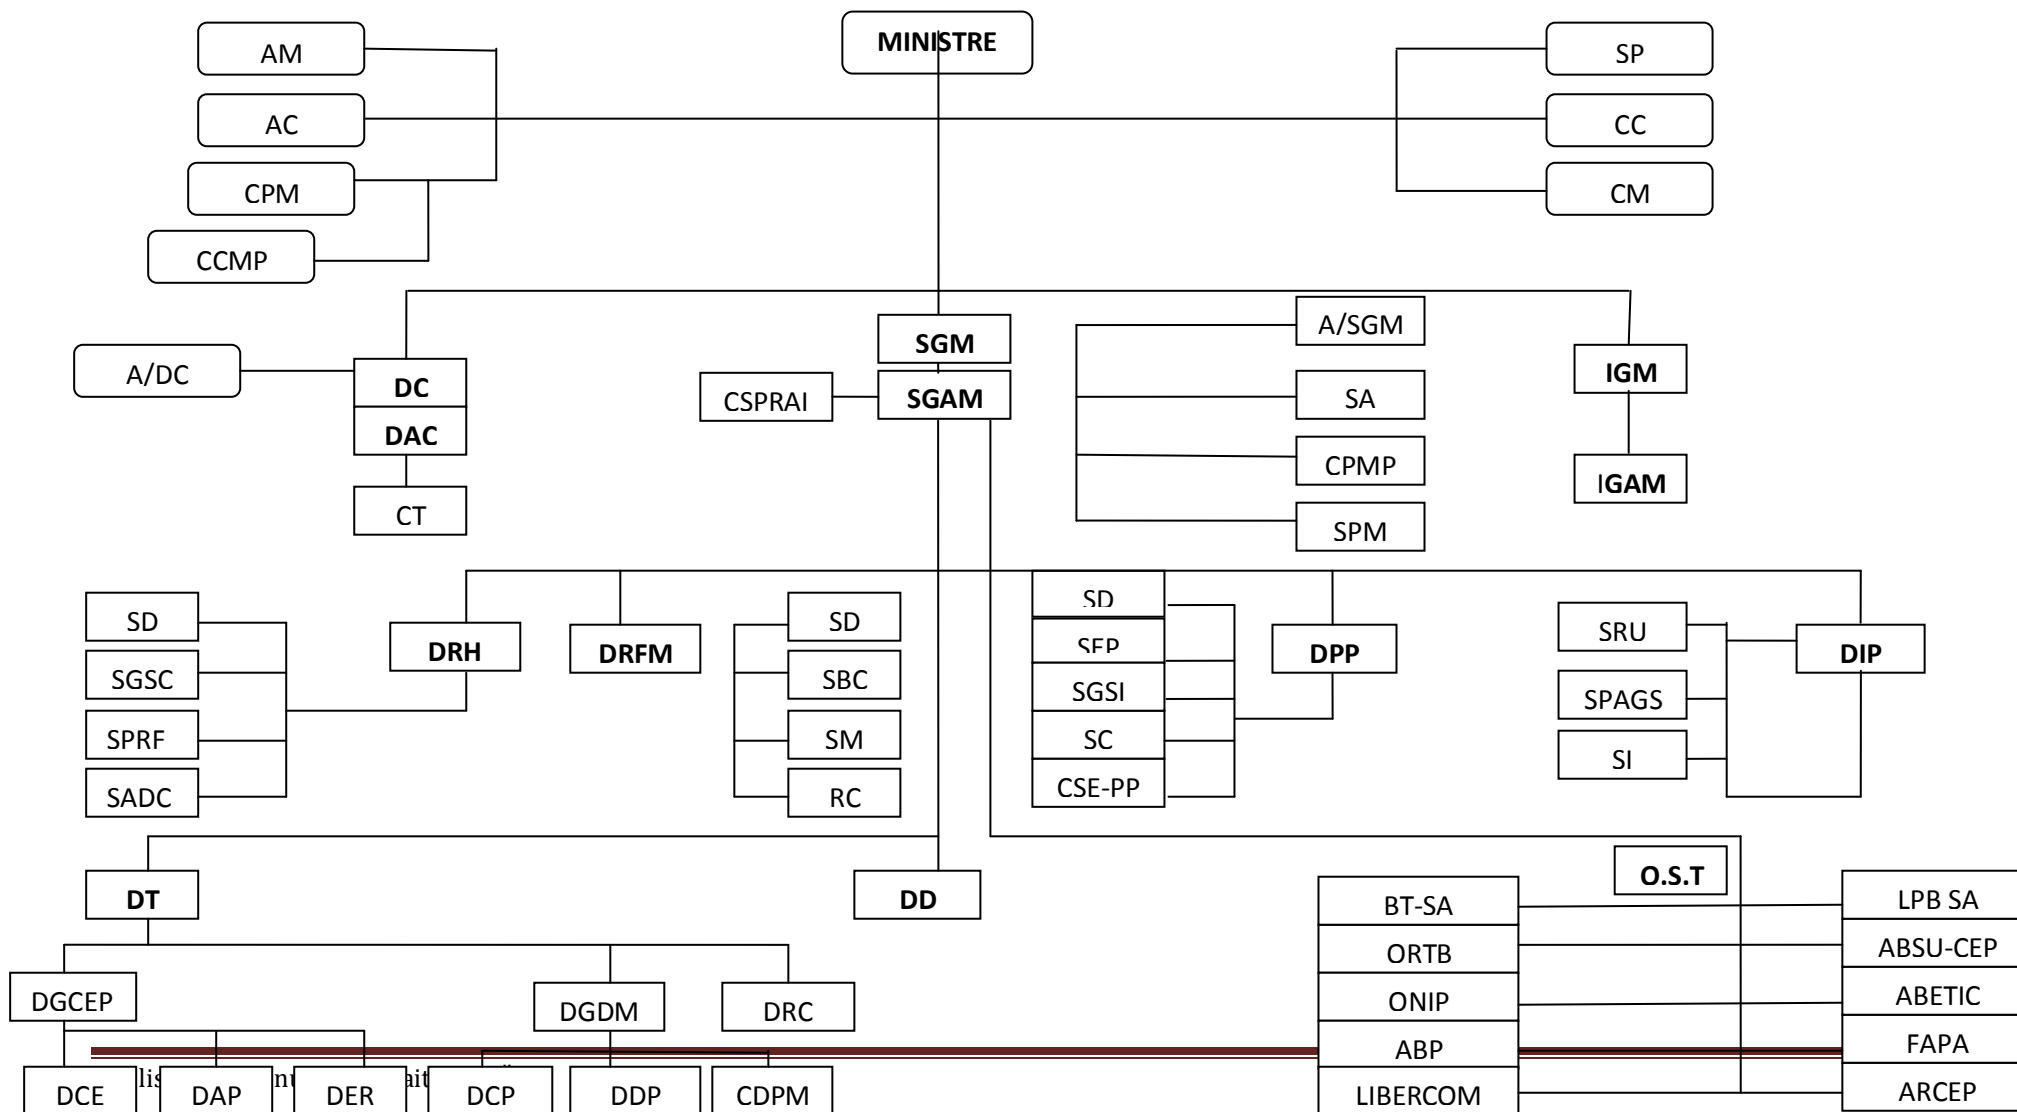 MINISTRE
AM
AC
CPM
CCMP
SP
CC
CM
A/DC
DC
DAC
CT
SGM
SGAM
CSPRAI
A/SGM
SA
CPMP
SPM
IGM
IGAM
SD
SGSC
SPRF
SADC
DRH
DRFM
SD
SBC
SM
RC
SD
SEP
SGSI
SC
CSE-PP
DPP
SRU
SPAGS
SI
DIP
DT
DD
O.S.T
BT-SA
ORTB
ONIP
ABP
LIBERCOM
LPB SA
ABSU-CEP
ABETIC
FAPA
ARCEP
DGCEP
DGDM
DRC
DCE
DAP
DER
DCP
DDP
CDPM